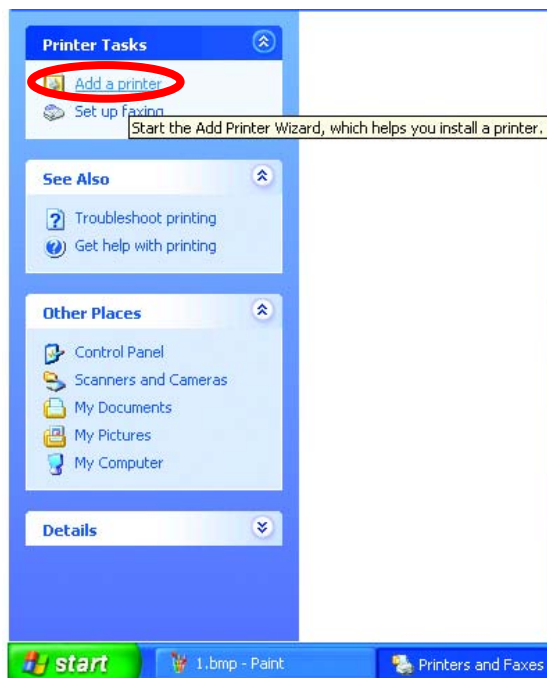 Printer Tasks
Add a printer
Set up faxing
Start the Add Printer Wizard, which helps you install a printer.
See Also
Troubleshoot printing
Get help with printing
Other Places
Control Panel
Scanners and Cameras
My Documents
My Pictures
My Computer
Details
start
1.bmp - Paint
Printers and Faxes